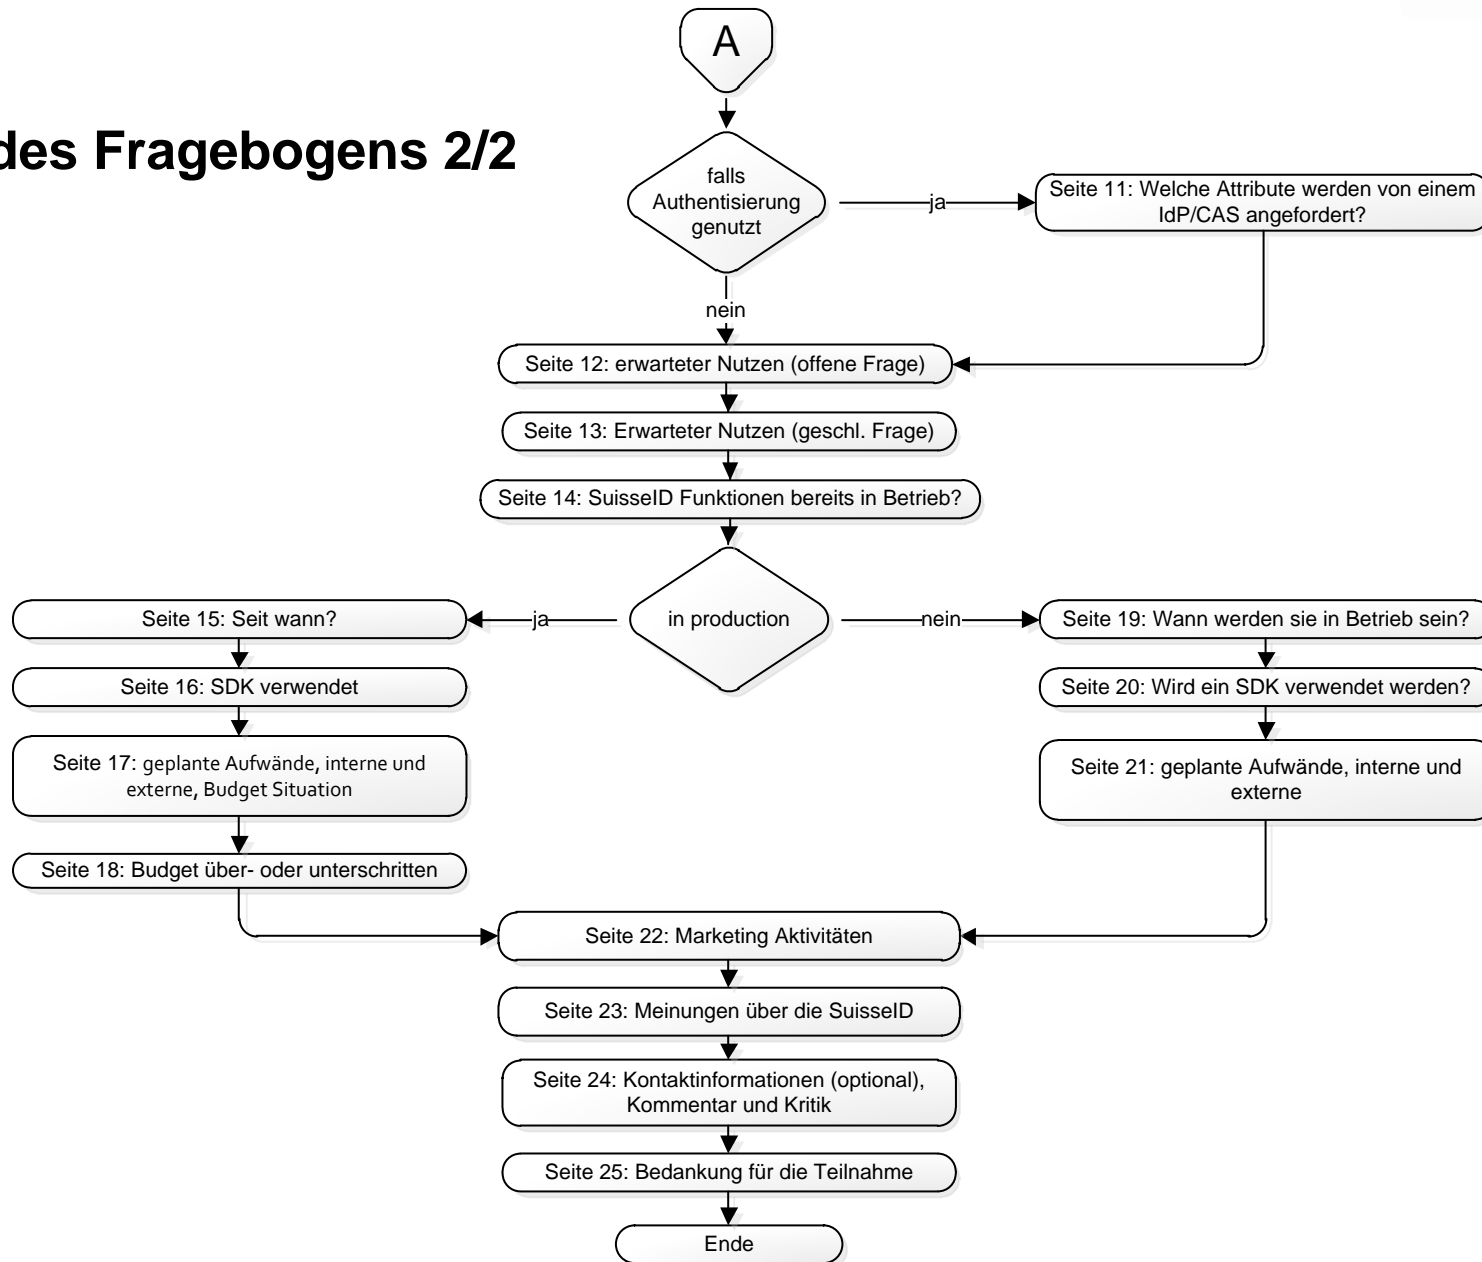 A
des Fragebogens 2/2
falls
Authentisierung
genutzt
ja
Seite 11: Welche Attribute werden von einem
IdP/CAS angefordert?
nein
Seite 12: erwarteter Nutzen (offene Frage)
Seite 13: Erwarteter Nutzen (geschl. Frage)
Seite 14: SuisseID Funktionen bereits in Betrieb?
Seite 15: Seit wann?
ja
in production
nein
Seite 19: Wann werden sie in Betrieb sein?
Seite 16: SDK verwendet
Seite 20: Wird ein SDK verwendet werden?
Seite 17: geplante Aufwände, interne und
externe, Budget Situation
Seite 21: geplante Aufwände, interne und
externe
Seite 18: Budget über- oder unterschritten
Seite 22: Marketing Aktivitäten
Seite 23: Meinungen über die SuisseID
Seite 24: Kontaktinformationen (optional),
Kommentar und Kritik
Seite 25: Bedankung für die Teilnahme
Ende